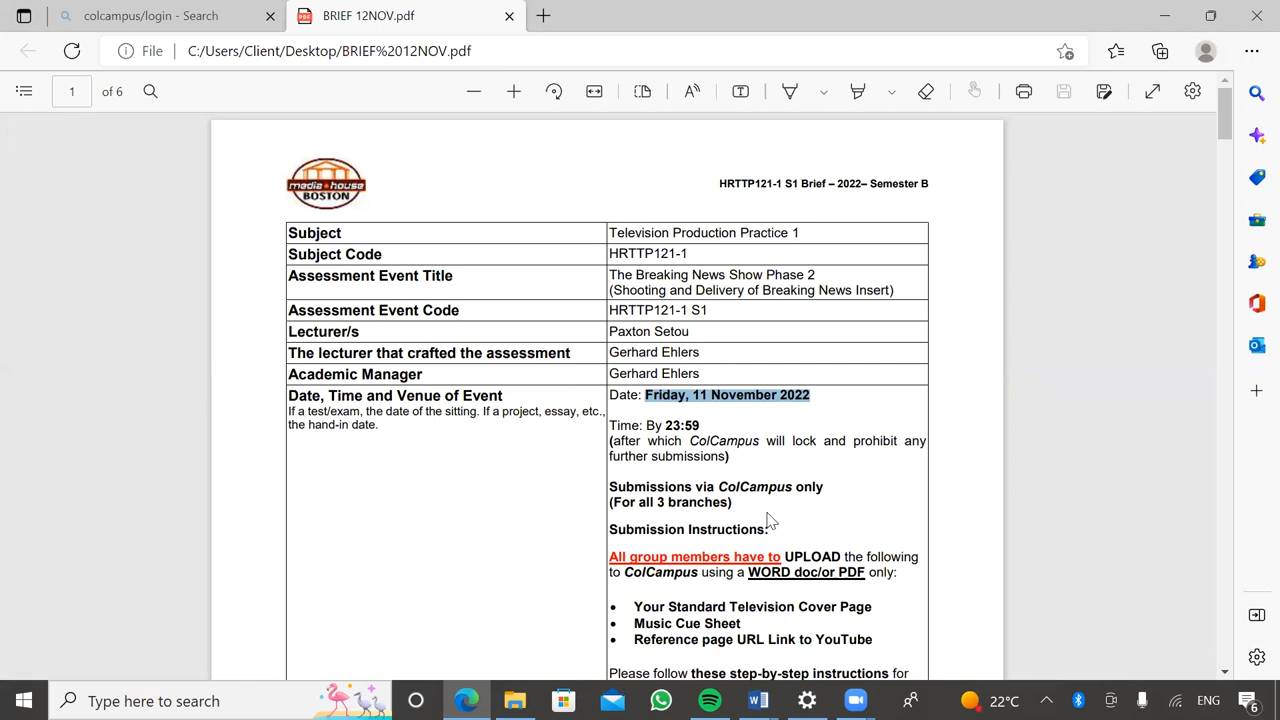 colcampus/login - Search
BRIEF 12NOV.pdf
File
C:/Users/Client/Desktop/BRIEF%2012NOV.pdf
1
of 6
media house
BOSTON
HRTTP121-1 S1 Brief – 2022– Semester B
Subject
Television Production Practice 1
Subject Code
HRTTP121-1
Assessment Event Title
The Breaking News Show Phase 2
(Shooting and Delivery of Breaking News Insert)
Assessment Event Code
HRTTP121-1 S1
Lecturer/s
Paxton Setou
The lecturer that crafted the assessment
Gerhard Ehlers
Academic Manager
Gerhard Ehlers
Date, Time and Venue of Event
If a test/exam, the date of the sitting. If a project, essay, etc.,
the hand-in date.
Date: Friday, 11 November 2022
Time: By 23:59
(after which ColCampus will lock and prohibit any
further submissions)
Submissions via ColCampus only
(For all 3 branches)
Submission Instructions:
All group members have to UPLOAD the following
to ColCampus using a WORD doc/or PDF only:
• Your Standard Television Cover Page
• Music Cue Sheet
• Reference page URL Link to YouTube
Please follow these step-by-step instructions for
Type here to search
22°C
ENG
6